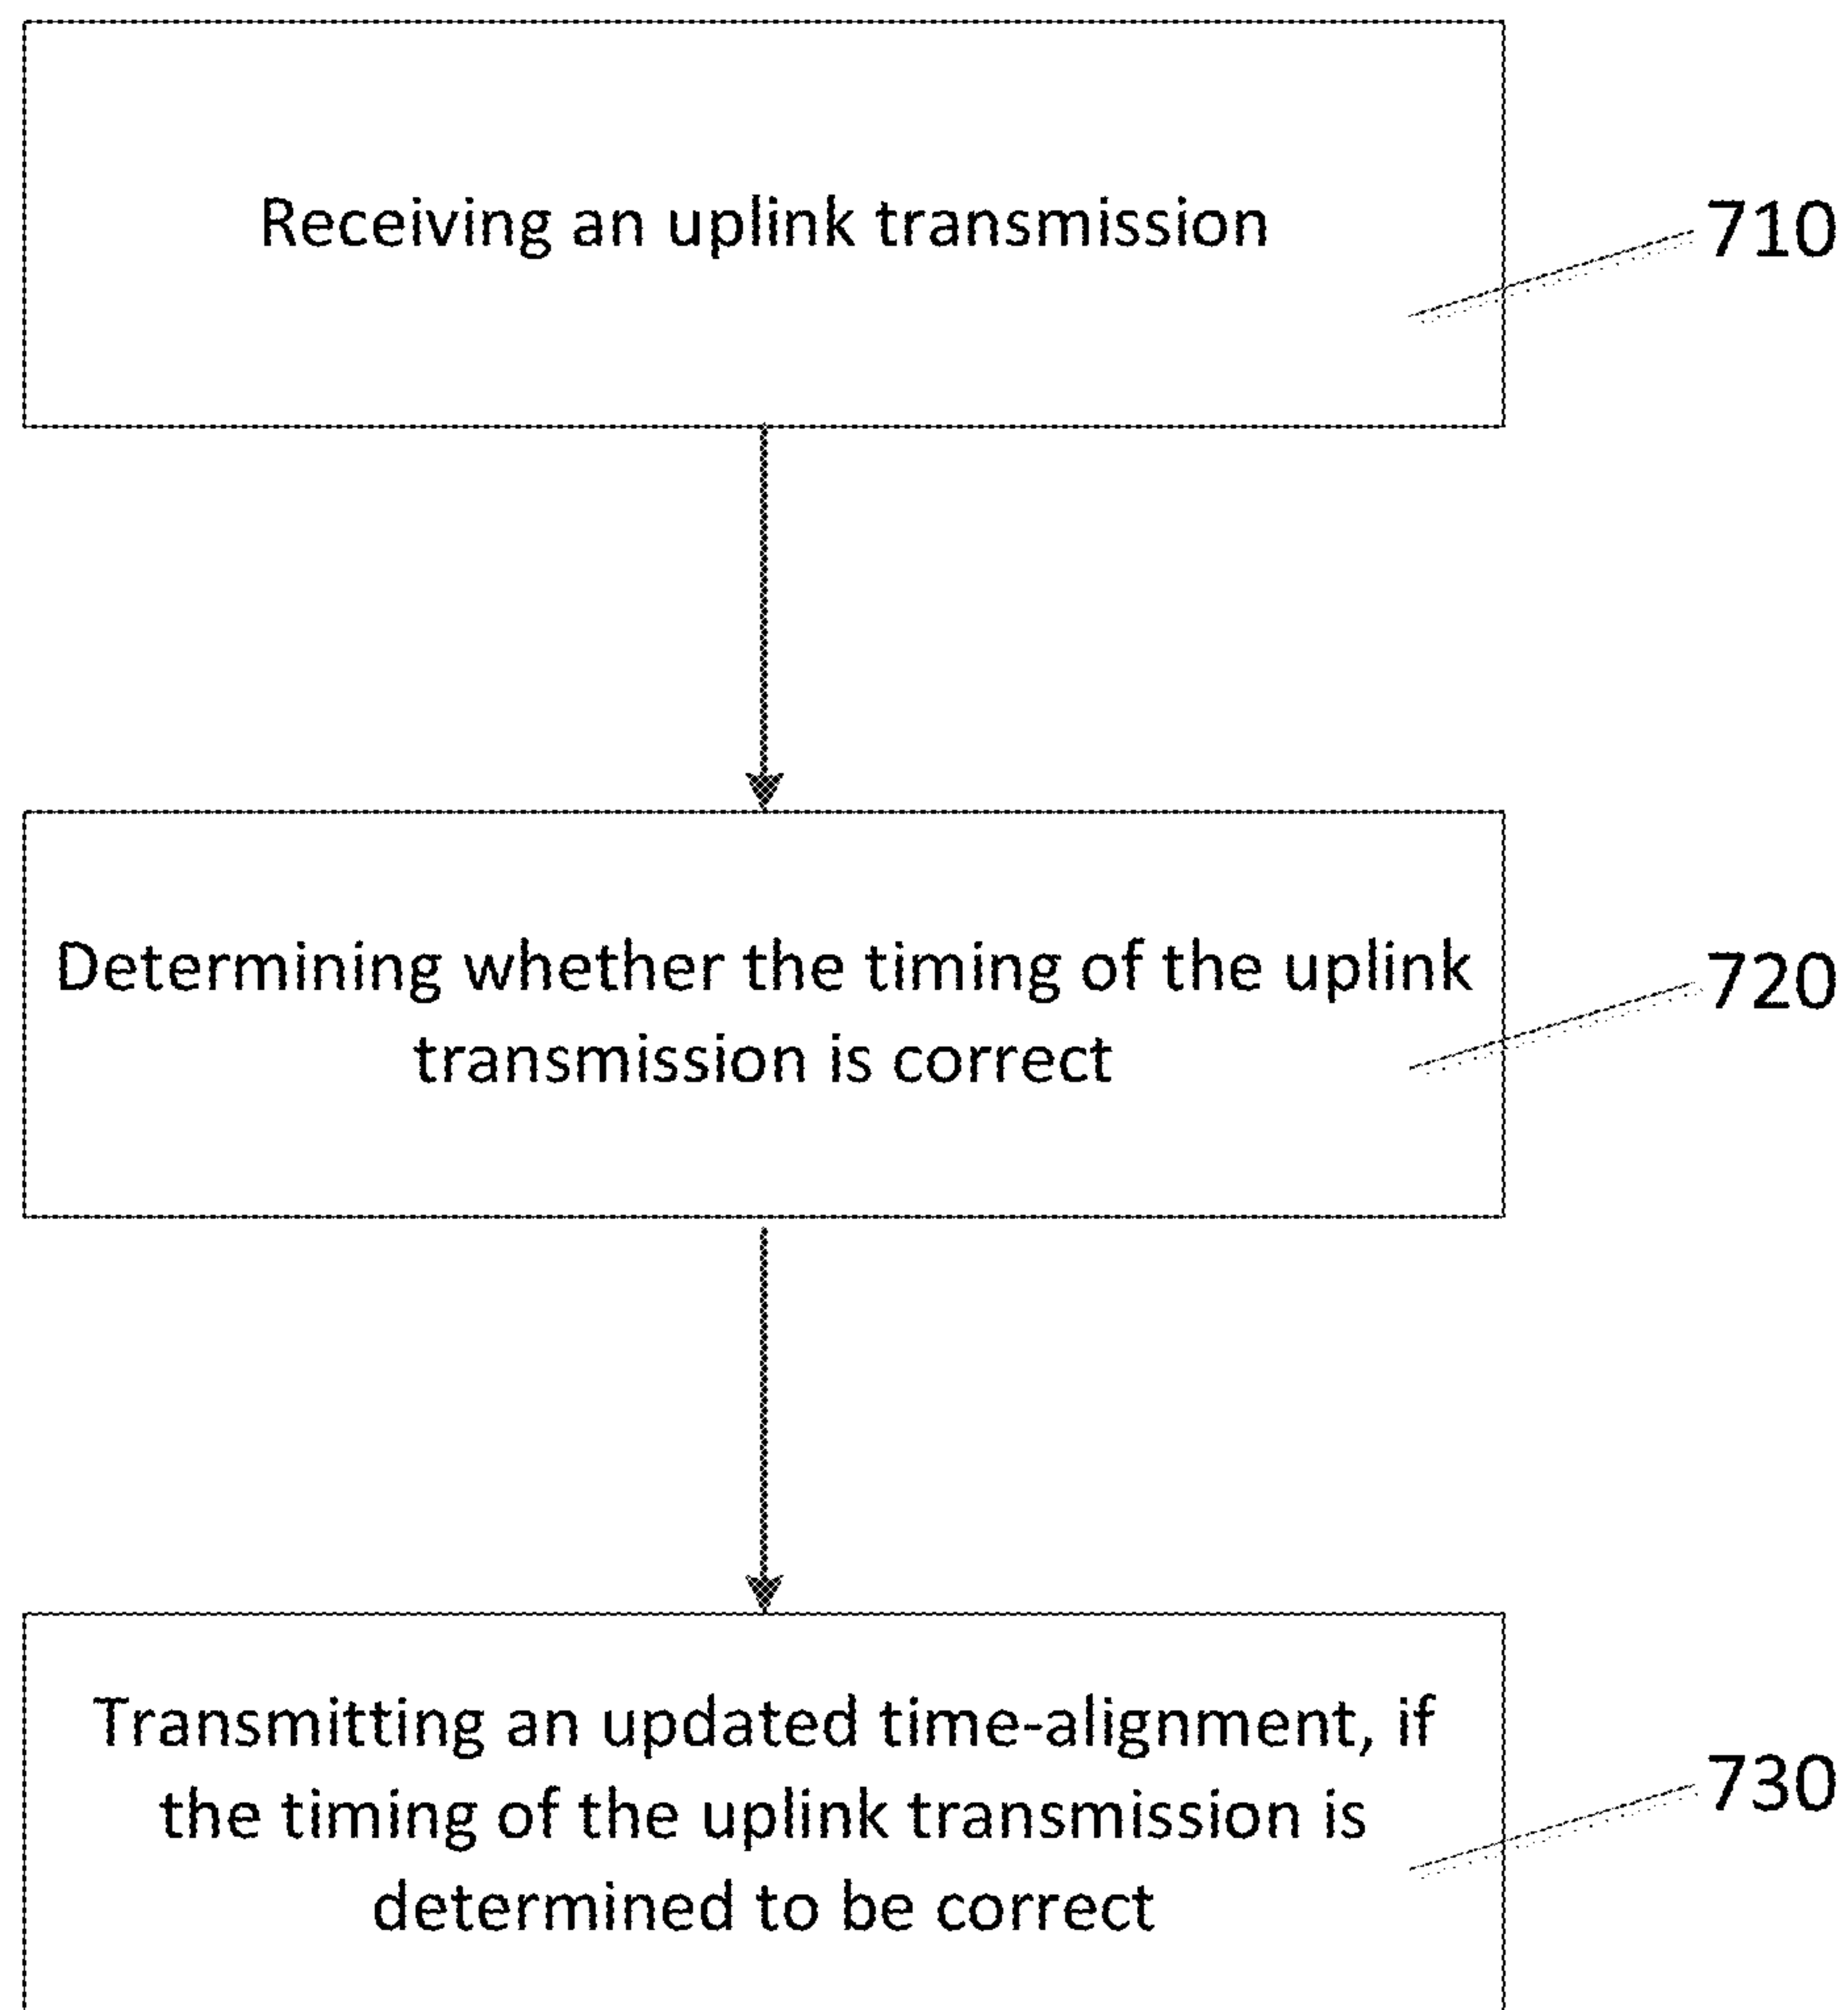 Receiving an uplink transmission
710
Determining whether the timing of the uplink
transmission is correct
720
Transmitting an updated time-alignment, if
the timing of the uplink transmission is
determined to be correct
730